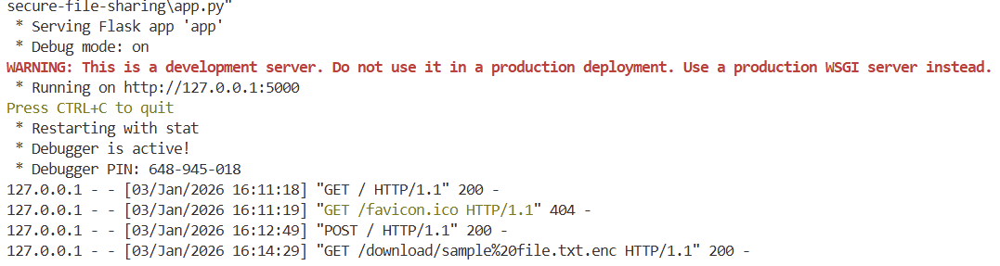 secure-file-sharing\app.py"
 * Serving Flask app 'app'
 * Debug mode: on
WARNING: This is a development server. Do not use it in a production deployment. Use a production WSGI server instead.
 * Running on http://127.0.0.1:5000
Press CTRL+C to quit
 * Restarting with stat
 * Debugger is active!
 * Debugger PIN: 648-945-018
127.0.0.1 - - [03/Jan/2026 16:11:18] "GET / HTTP/1.1" 200 -
127.0.0.1 - - [03/Jan/2026 16:11:19] "GET /favicon.ico HTTP/1.1" 404 -
127.0.0.1 - - [03/Jan/2026 16:12:49] "POST / HTTP/1.1" 200 -
127.0.0.1 - - [03/Jan/2026 16:14:29] "GET /download/sample%20file.txt.enc HTTP/1.1" 200 -